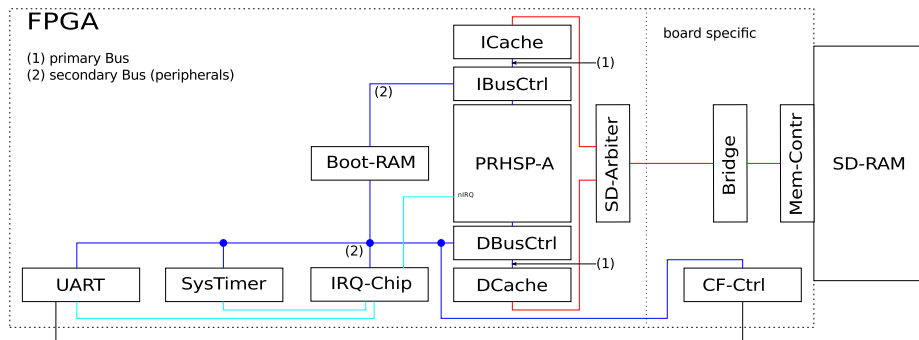 FPGA
(1) primary Bus
(2) secondary Bus (peripherals)
board specific
ICache
(1)
IBusCtrl
(2)
Boot-RAM
PRHSP-A
nIRQ
SD-Arbiter
Bridge
Mem-Contr
SD-RAM
DBusCtrl
(2)
(1)
UART
SysTimer
IRQ-Chip
DCache
CF-Ctrl